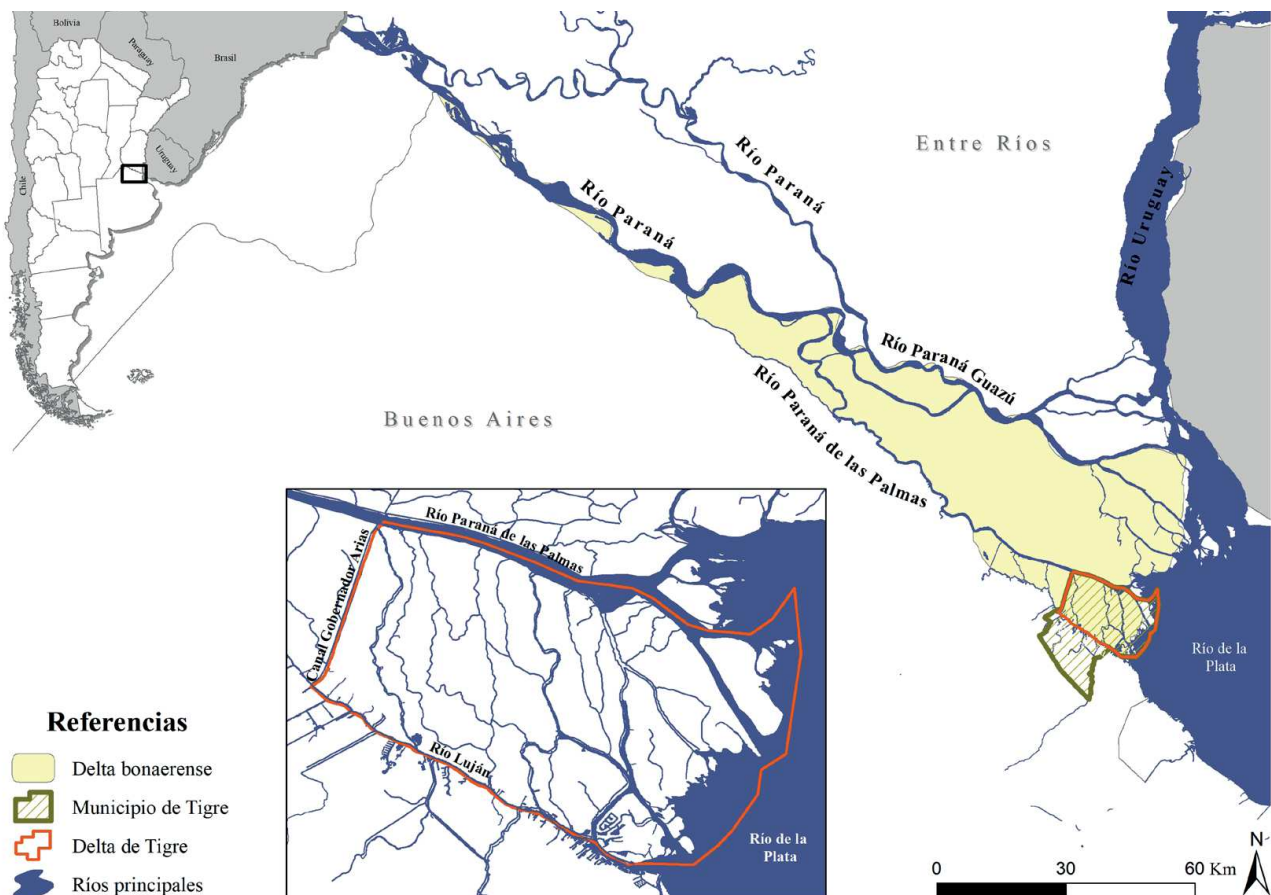 Bolivia
Paraguay
Brasil
Chile
Uruguay
Río Paraná
Entre Ríos
Río Uruguay
Río Paraná
Río Paraná Guazú
Río Paraná de las Palmas
Buenos Aires
Río de la
Plata
Río Paraná de las Palmas
Canal Gobernador Arias
Río Luján
Río de la
Plata
Referencias
Delta bonaerense
Municipio de Tigre
Delta de Tigre
Ríos principales
N
0 30 60 Km